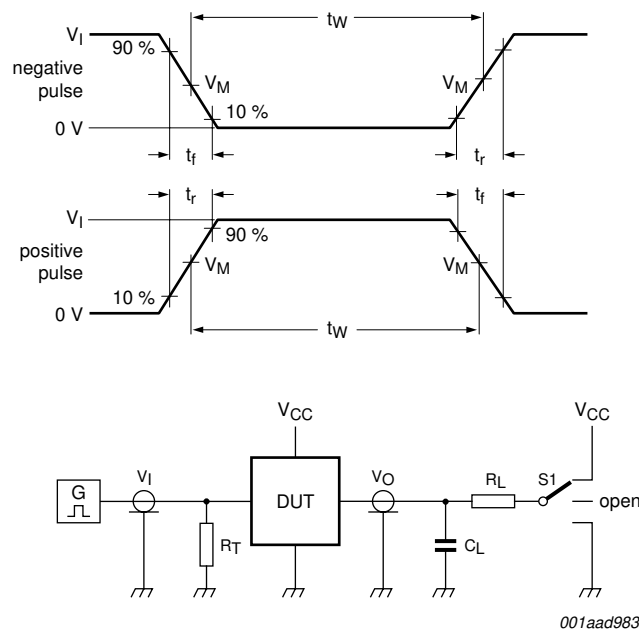 V_I
90 %
negative
pulse
0 V
t_W
V_M
V_M
10 %
t_f
t_r
t_r
t_f
V_I
90 %
positive
pulse
V_M
V_M
10 %
0 V
t_W
V_CC
V_CC
G
V_I
DUT
V_O
R_L
S1
open
R_T
C_L
001aad983